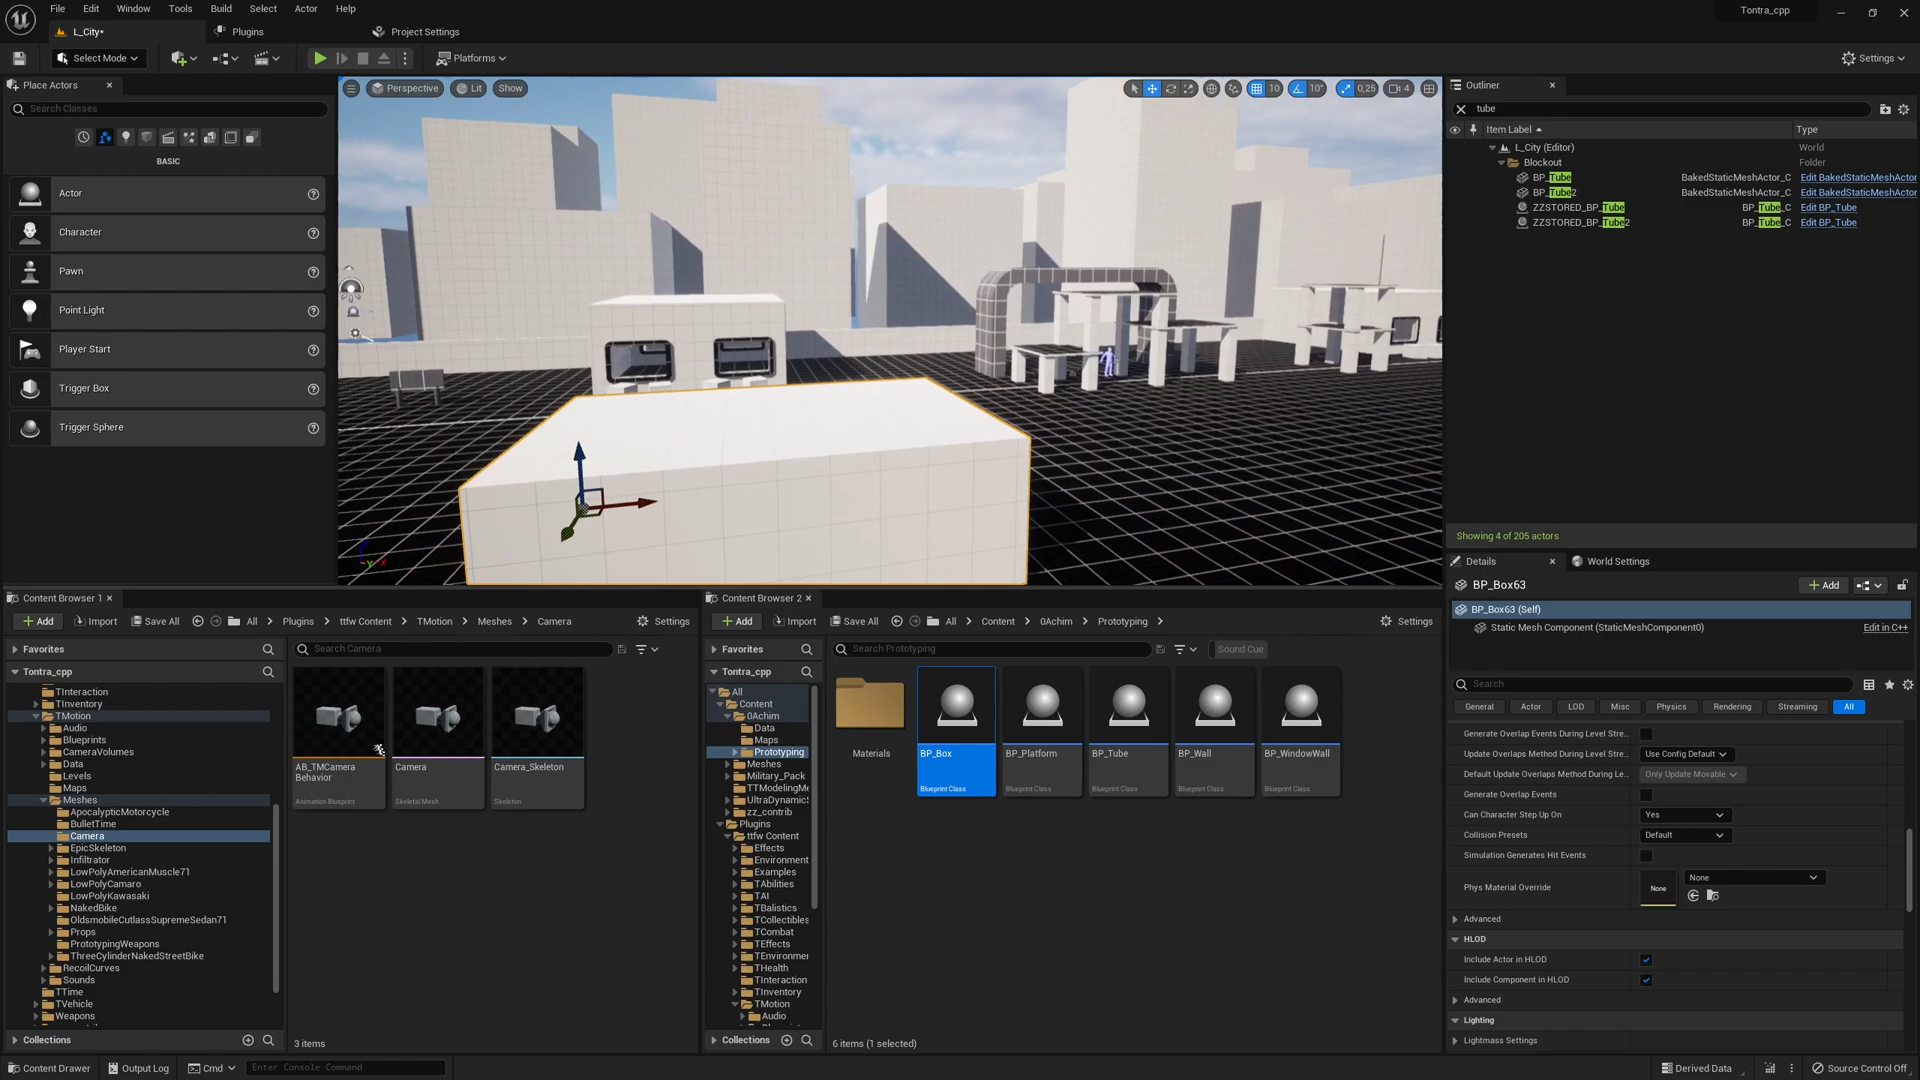 File Edit Window Tools Build Select Actor Help
Tontra_cpp
L_City*
Plugins
Project Settings
Select Mode
Platforms
Settings
Place Actors
Search Classes
BASIC
Actor
Character
Pawn
Point Light
Player Start
Trigger Box
Trigger Sphere
Perspective
Lit
Show
10
10°
0,25
4
Outliner
tube
Item Label
Type
L_City (Editor)
World
Blockout
Folder
BP_Tube
BakedStaticMeshActor_C
Edit BakedStaticMeshActor
BP_Tube2
BakedStaticMeshActor_C
Edit BakedStaticMeshActor
ZZSTORED_BP_Tube
BP_Tube_C
Edit BP_Tube
ZZSTORED_BP_Tube2
BP_Tube_C
Edit BP_Tube
Showing 4 of 205 actors
Details
World Settings
BP_Box63
Add
BP_Box63 (Self)
Static Mesh Component (StaticMeshComponent0)
Edit in C++
Search
General
Actor
LOD
Misc
Physics
Rendering
Streaming
All
Generate Overlap Events During Level Stre...
Update Overlaps Method During Level Stre...
Use Config Default
Default Update Overlaps Method During Le...
Only Update Movable
Generate Overlap Events
Can Character Step Up On
Yes
Collision Presets
Default
Simulation Generates Hit Events
Phys Material Override
None
None
Advanced
HLOD
Include Actor in HLOD
Include Component in HLOD
Advanced
Lighting
Lightmass Settings
Content Browser 1
Add
Import
Save All
All
Plugins
ttfw Content
TMotion
Meshes
Camera
Settings
Favorites
Tontra_cpp
TInteraction
TInventory
TMotion
Audio
Blueprints
CameraVolumes
Data
Levels
Maps
Meshes
ApocalypticMotorcycle
BulletTime
Camera
EpicSkeleton
Infiltrator
LowPolyAmericanMuscle71
LowPolyCamaro
LowPolyKawasaki
NakedBike
OldsmobileCutlassSupremeSedan71
Props
PrototypingWeapons
ThreeCylinderNakedStreetBike
RecoilCurves
Sounds
TTime
TVehicle
Weapons
Collections
Search Camera
AB_TMCamera
Behavior
Animation Blueprint
Camera
Skeletal Mesh
Camera_Skeleton
Skeleton
3 items
Content Browser 2
Add
Import
Save All
All
Content
0Achim
Prototyping
Settings
Favorites
Tontra_cpp
All
Content
0Achim
Data
Maps
Prototyping
Meshes
Military_Pack
TTModelingMe
UltraDynamicS
zz_contrib
Plugins
ttfw Content
Effects
Environment
Examples
TAbilities
TAI
TBalistics
TCollectibles
TCombat
TEffects
TEnvironmen
THealth
TInteraction
TInventory
TMotion
Audio
Collections
Search Prototyping
Sound Cue
Materials
BP_Box
Blueprint Class
BP_Platform
Blueprint Class
BP_Tube
Blueprint Class
BP_Wall
Blueprint Class
BP_WindowWall
Blueprint Class
6 items (1 selected)
Content Drawer
Output Log
Cmd
Enter Console Command
Derived Data
Source Control Off